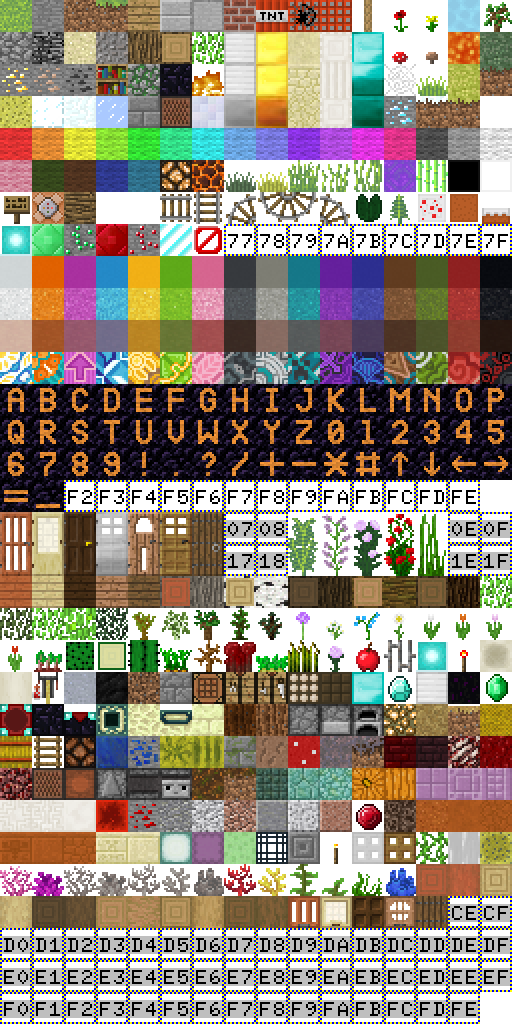 TNT
77 78 79 7A 7B 7C 7D 7E 7F
A B C D E F G H I J K L M N O P
Q R S T U V W X Y Z 0 1 2 3 4 5
6 7 8 9 ! . ? / + - * # ↑ ↓ ← →
= _ F2 F3 F4 F5 F6 F7 F8 F9 FA FB FC FD FE
07 08 0E 0F
17 18 1E 1F
CE CF
D0 D1 D2 D3 D4 D5 D6 D7 D8 D9 DA DB DC DD DE DF
E0 E1 E2 E3 E4 E5 E6 E7 E8 E9 EA EB EC ED EE EF
F0 F1 F2 F3 F4 F5 F6 F7 F8 F9 FA FB FC FD FE